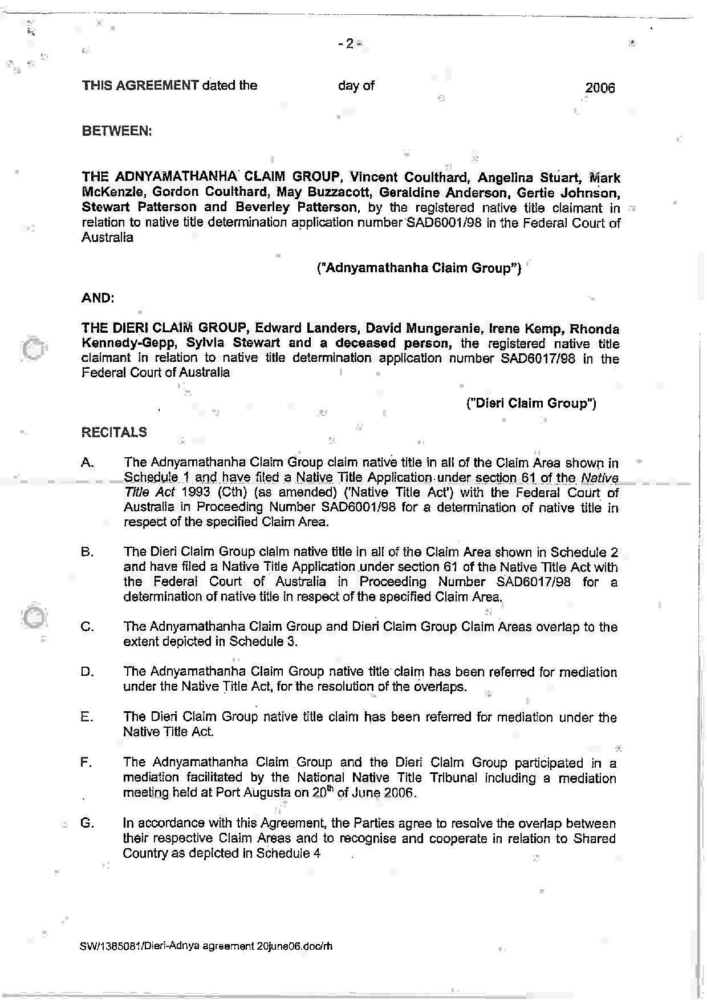 - 2 -
THIS AGREEMENT dated the day of 2006
BETWEEN:
THE ADNYAMATHANHA CLAIM GROUP, Vincent Coulthard, Angelina Stuart, Mark
McKenzie, Gordon Coulthard, May Buzzacott, Geraldine Anderson, Gertie Johnson,
Stewart Patterson and Beverley Patterson, by the registered native title claimant in
relation to native title determination application number SAD6001/98 in the Federal Court of
Australia
("Adnyamathanha Claim Group")
AND:
THE DIERI CLAIM GROUP, Edward Landers, David Mungeranie, Irene Kemp, Rhonda
Kennedy-Gepp, Sylvia Stewart and a deceased person, the registered native title
claimant in relation to native title determination application number SAD6017/98 in the
Federal Court of Australia
("Dieri Claim Group")
RECITALS
A. The Adnyamathanha Claim Group claim native title in all of the Claim Area shown in
Schedule 1 and have filed a Native Title Application under section 61 of the Native
Title Act 1993 (Cth) (as amended) ('Native Title Act') with the Federal Court of
Australia in Proceeding Number SAD6001/98 for a determination of native title in
respect of the specified Claim Area.
B. The Dieri Claim Group claim native title in all of the Claim Area shown in Schedule 2
and have filed a Native Title Application under section 61 of the Native Title Act with
the Federal Court of Australia in Proceeding Number SAD6017/98 for a
determination of native title in respect of the specified Claim Area.
C. The Adnyamathanha Claim Group and Dieri Claim Group Claim Areas overlap to the
extent depicted in Schedule 3.
D. The Adnyamathanha Claim Group native title claim has been referred for mediation
under the Native Title Act, for the resolution of the overlaps.
E. The Dieri Claim Group native title claim has been referred for mediation under the
Native Title Act.
F. The Adnyamathanha Claim Group and the Dieri Claim Group participated in a
mediation facilitated by the National Native Title Tribunal including a mediation
meeting held at Port Augusta on 20th of June 2006.
G. In accordance with this Agreement, the Parties agree to resolve the overlap between
their respective Claim Areas and to recognise and cooperate in relation to Shared
Country as depicted in Schedule 4
SW/1385081/Dieri-Adnya agreement 20june06.doc/rh